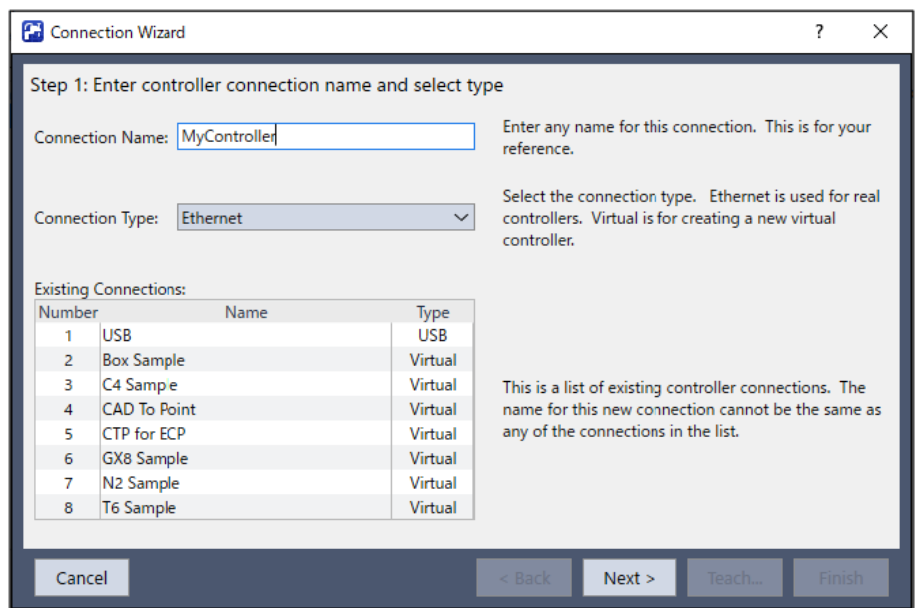 Connection Wizard
?
Step 1: Enter controller connection name and select type
Connection Name: MyController
Enter any name for this connection. This is for your
reference.
Connection Type: Ethernet
Select the connection type. Ethernet is used for real
controllers. Virtual is for creating a new virtual
controller.
Existing Connections:
Number Name Type
1 USB USB
2 Box Sample Virtual
3 C4 Sample Virtual
4 CAD To Point Virtual
5 CTP for ECP Virtual
6 GX8 Sample Virtual
7 N2 Sample Virtual
8 T6 Sample Virtual
This is a list of existing controller connections. The
name for this new connection cannot be the same as
any of the connections in the list.
Cancel < Back Next > Teach... Finish